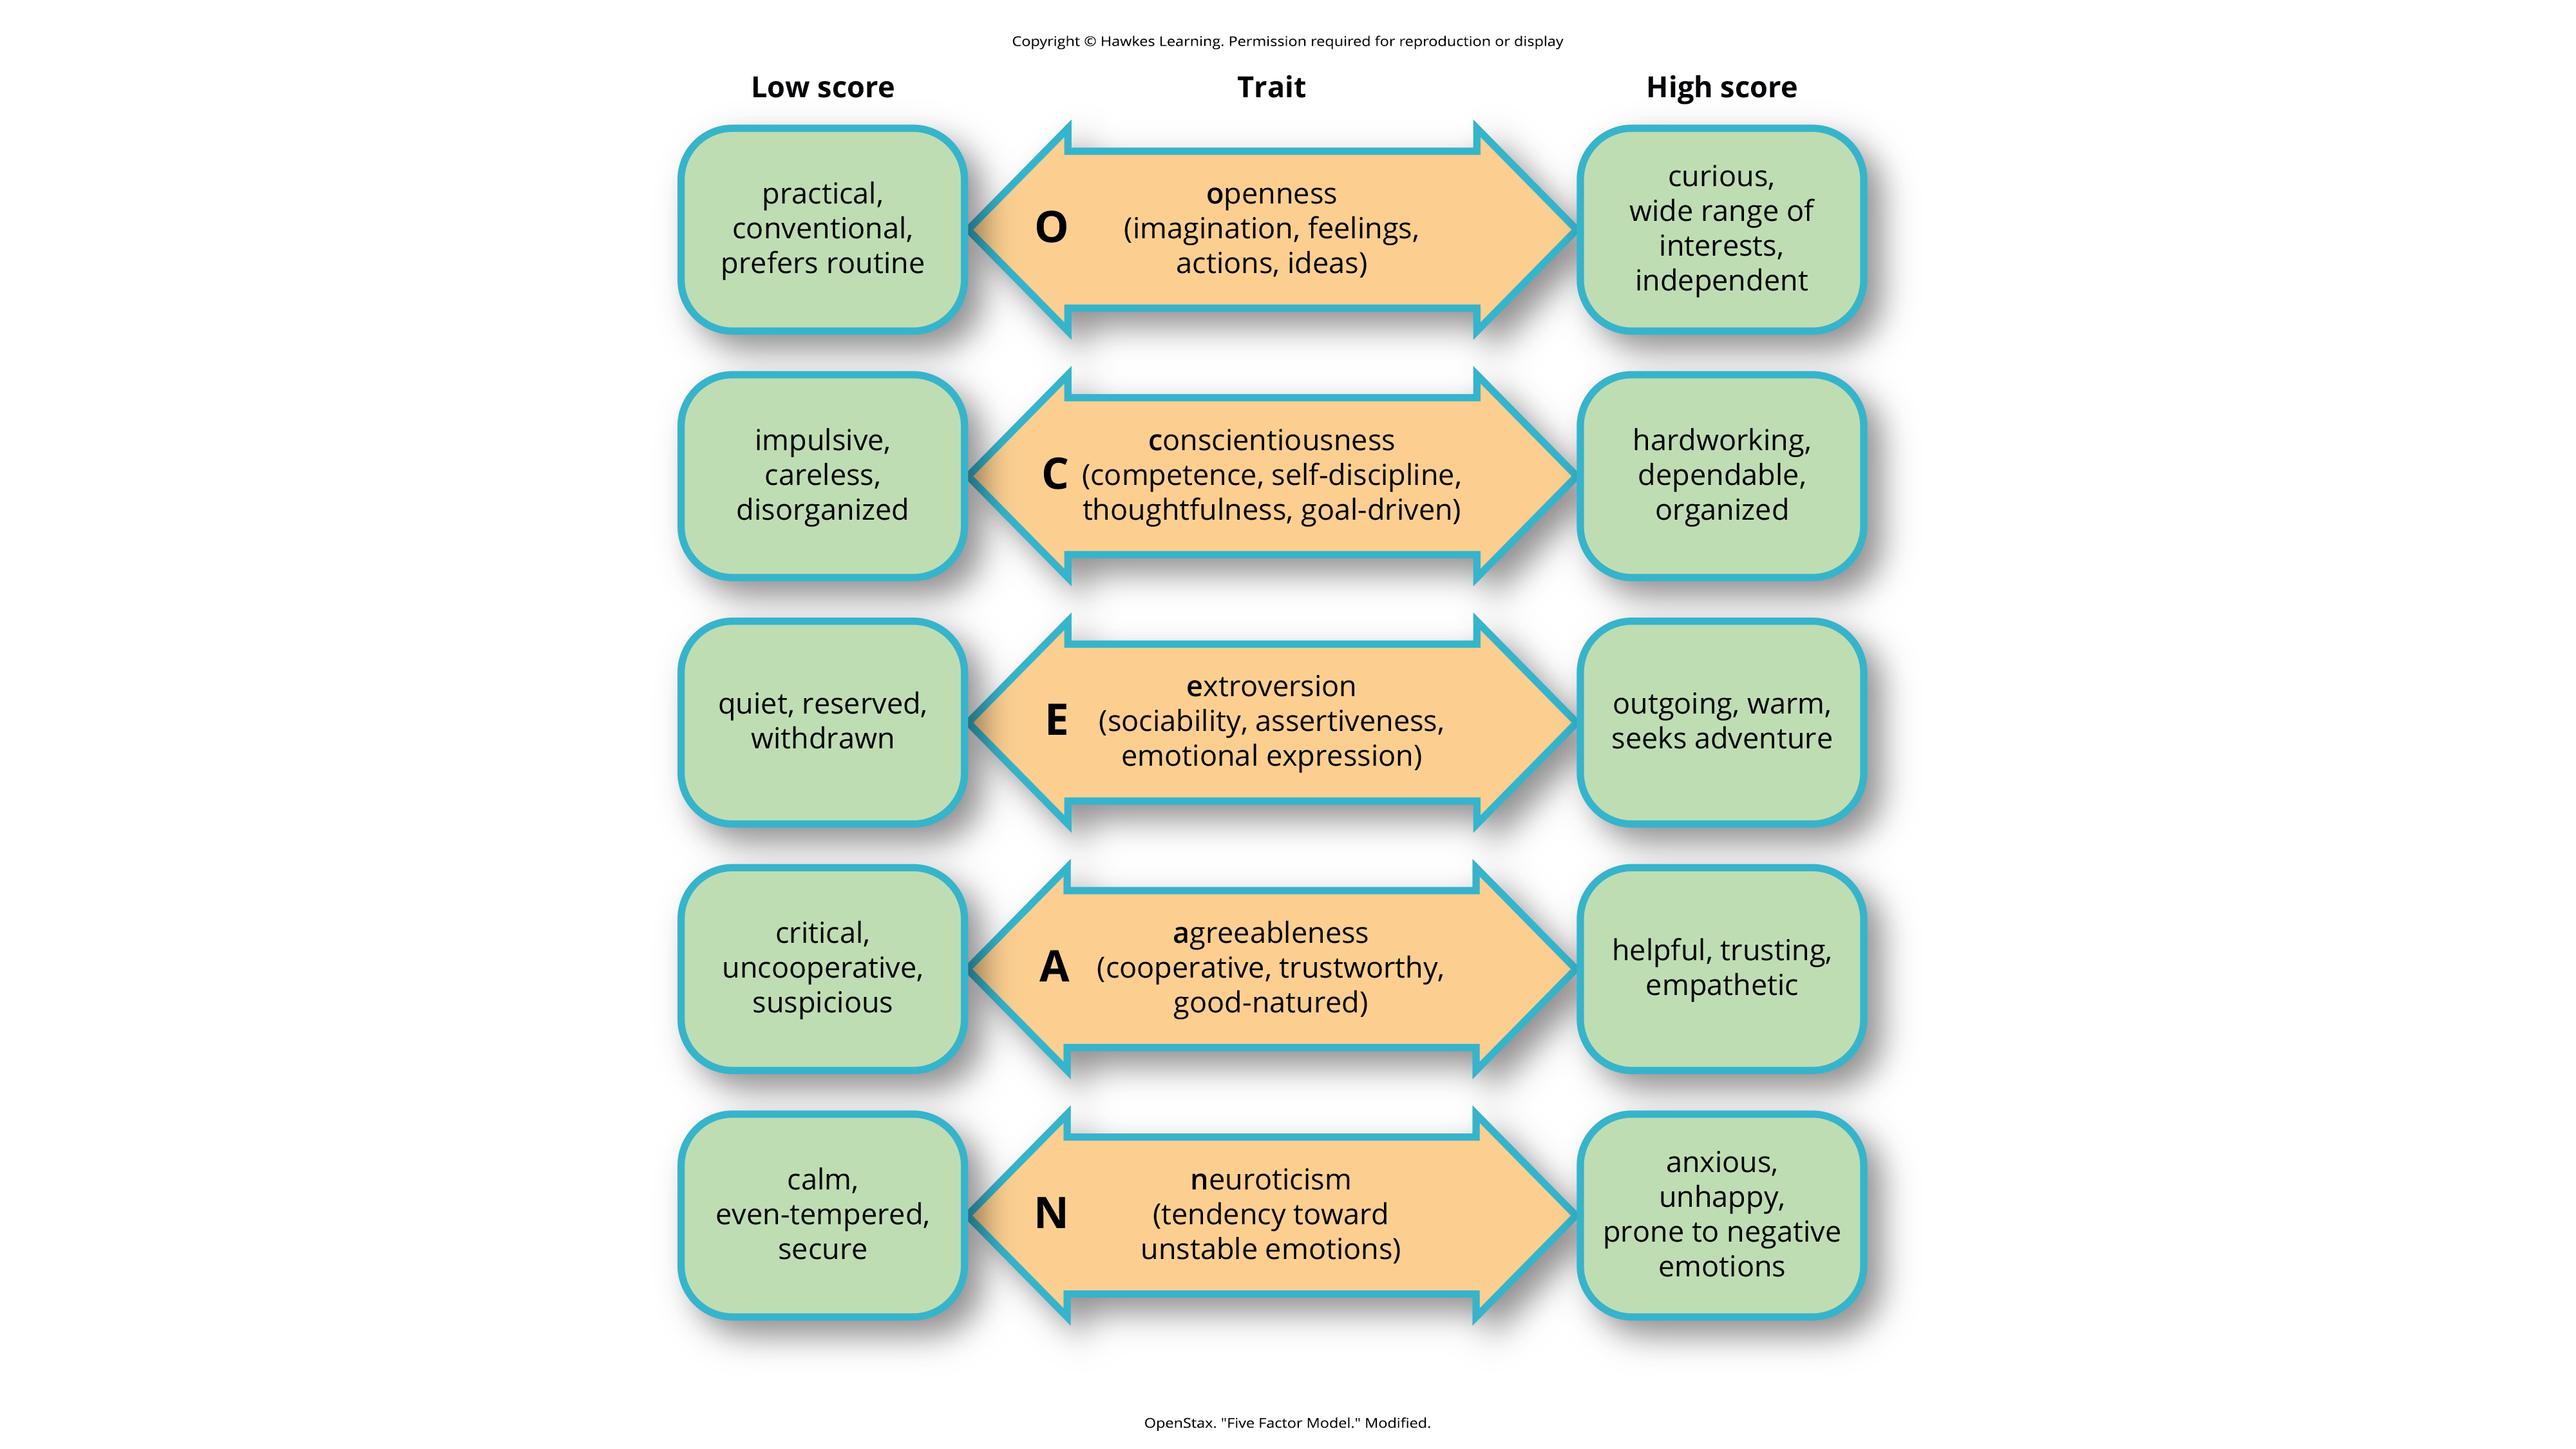 Copyright © Hawkes Learning. Permission required for reproduction or display
Low score
Trait
High score
practical,
conventional,
prefers routine
O
openness
(imagination, feelings,
actions, ideas)
curious,
wide range of
interests,
independent
impulsive,
careless,
disorganized
C
conscientiousness
(competence, self-discipline,
thoughtfulness, goal-driven)
hardworking,
dependable,
organized
quiet, reserved,
withdrawn
E
extroversion
(sociability, assertiveness,
emotional expression)
outgoing, warm,
seeks adventure
critical,
uncooperative,
suspicious
A
agreeableness
(cooperative, trustworthy,
good-natured)
helpful, trusting,
empathetic
calm,
even-tempered,
secure
N
neuroticism
(tendency toward
unstable emotions)
anxious,
unhappy,
prone to negative
emotions
OpenStax. "Five Factor Model." Modified.